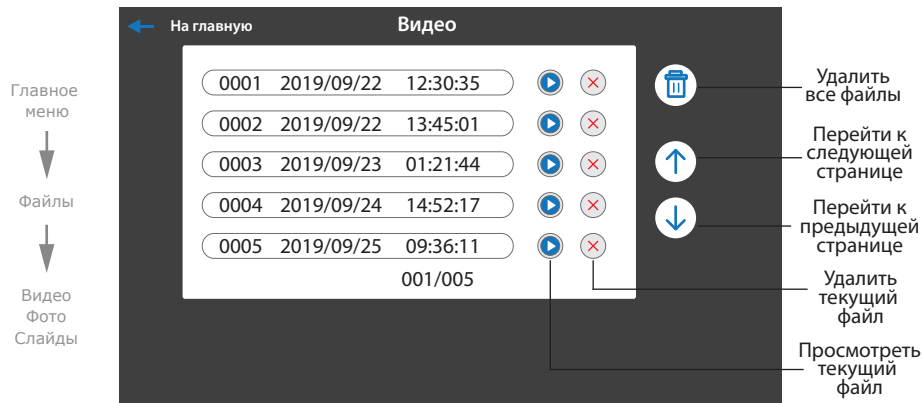 На главную
Видео
0001 2019/09/22 12:30:35
0002 2019/09/22 13:45:01
0003 2019/09/23 01:21:44
0004 2019/09/24 14:52:17
0005 2019/09/25 09:36:11
001/005
Главное
меню
Файлы
Видео
Фото
Слайды
Удалить
все файлы
Перейти к
следующей
странице
Перейти к
предыдущей
странице
Удалить
текущий
файл
Просмотреть
текущий
файл